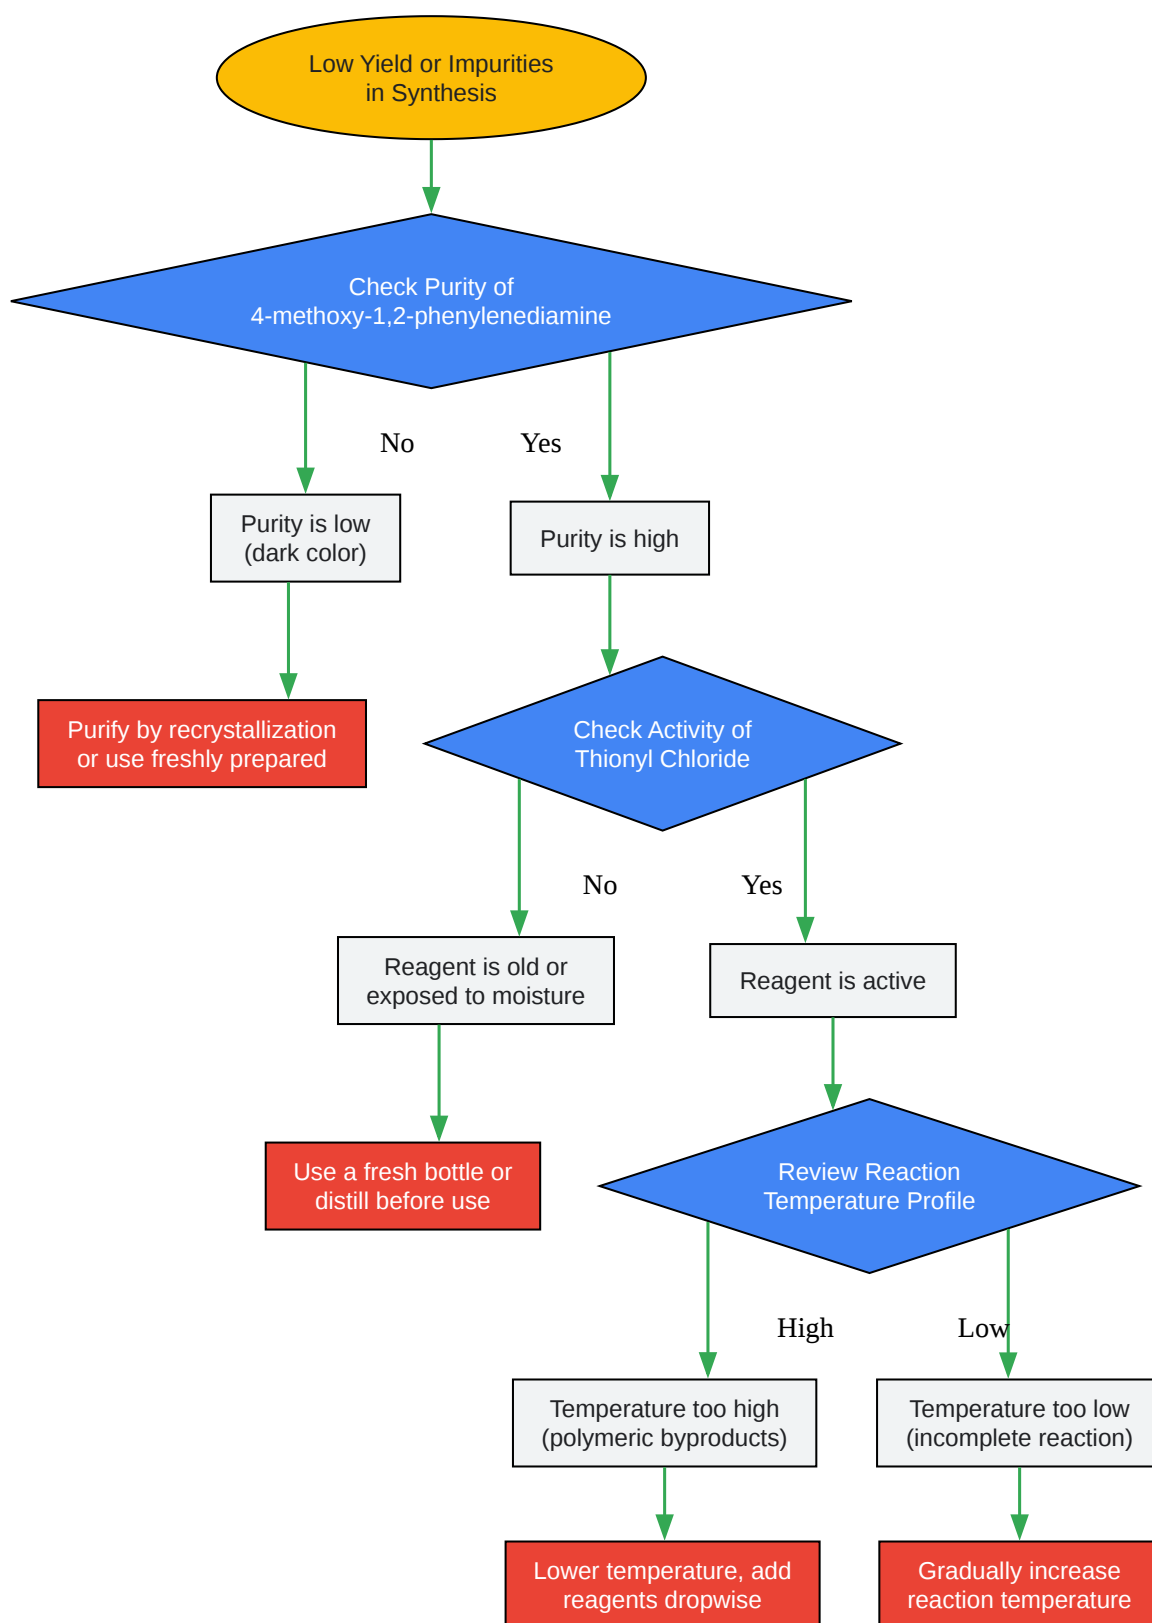 Low Yield or Impurities
in Synthesis
Check Purity of
4-methoxy-1,2-phenylenediamine
No
Yes
Purity is low
(dark color)
Purity is high
Purify by recrystallization
or use freshly prepared
Check Activity of
Thionyl Chloride
No
Yes
Reagent is old or
exposed to moisture
Reagent is active
Use a fresh bottle or
distill before use
Review Reaction
Temperature Profile
High
Low
Temperature too high
(polymeric byproducts)
Temperature too low
(incomplete reaction)
Lower temperature, add
reagents dropwise
Gradually increase
reaction temperature